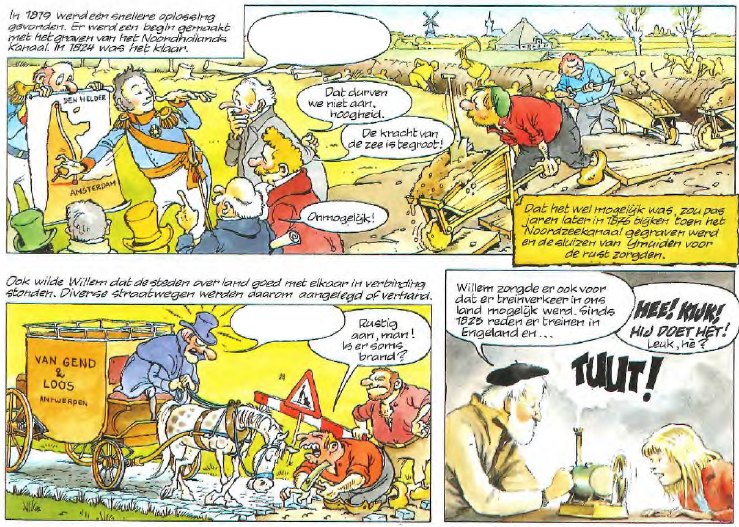 In 1819 werd een snellere oplossing
gevonden. Er werd een begin gemaakt
met het graven van het Noordhollands
Kanaal. In 1824 was het klaar.
DEN HELDER
AMSTERDAM
Dat durven
we niet aan,
hoogheid.
De kracht van
de zee is te groot!
Onmogelijk!
Dat het wel mogelijk was, zou pas
jaren later in 1876 blijken toen het
Noordzeekanaal gegraven werd
en de sluizen van IJmuiden voor
de rust zorgden.
Ook wilde Willem dat de steden over land goed met elkaar in verbinding
stonden. Diverse straatwegen werden daarom aangelegd of verhard.
VAN GEND
&
LOOS
ANTWERPEN
Rustig
aan, man!
Is er soms
brand?
Willem zorgde er ook voor
dat er treinverkeer in ons
land mogelijk werd. Sinds
1825 reden er treinen in
Engeland en...
HEE! KIJK!
HIJ DOET HET!
Leuk, hè?
TUUT!